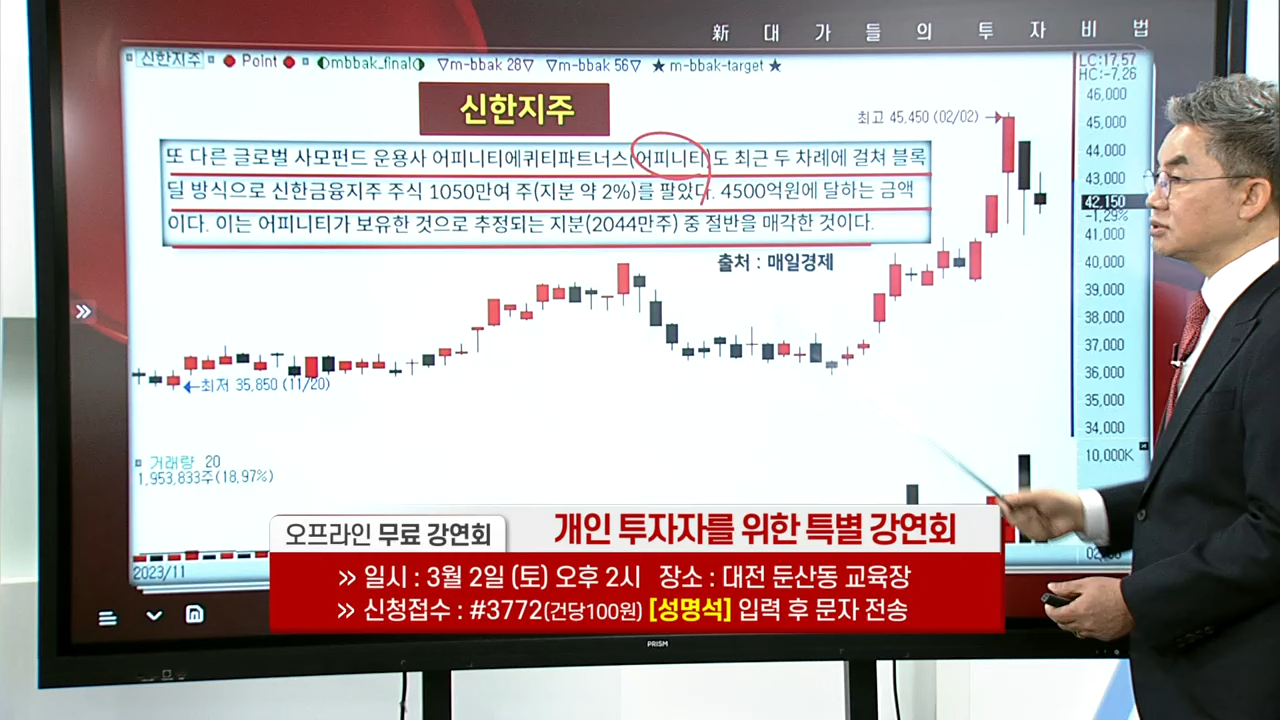 新 대 가 들 의 투 자 비 법
신한지주 Point mbbak_final ▽m-bbak 28▽ ▽m-bbak 56▽ ★ m-bbak-target ★
LC:17.57
HC:-7.26
신한지주
최고 45,450 (02/02)
또 다른 글로벌 사모펀드 운용사 어피니티에쿼티파트너스(어피니티)도 최근 두 차례에 걸쳐 블록
딜 방식으로 신한금융지주 주식 1050만여 주(지분 약 2%)를 팔았다. 4500억원에 달하는 금액
이다. 이는 어피니티가 보유한 것으로 추정되는 지분(2044만주) 중 절반을 매각한 것이다.
출처 : 매일경제
46,000
45,000
44,000
43,000
42,150
-1.29%
41,000
40,000
39,000
38,000
37,000
36,000
35,000
34,000
10,000K
최저 35,850 (11/20)
거래량 20
1,953,833주(18.97%)
2023/11
오프라인 무료 강연회
개인 투자자를 위한 특별 강연회
» 일시 : 3월 2일 (토) 오후 2시 장소 : 대전 둔산동 교육장
» 신청접수 : #3772(건당100원) [성명석] 입력 후 문자 전송
PRISM